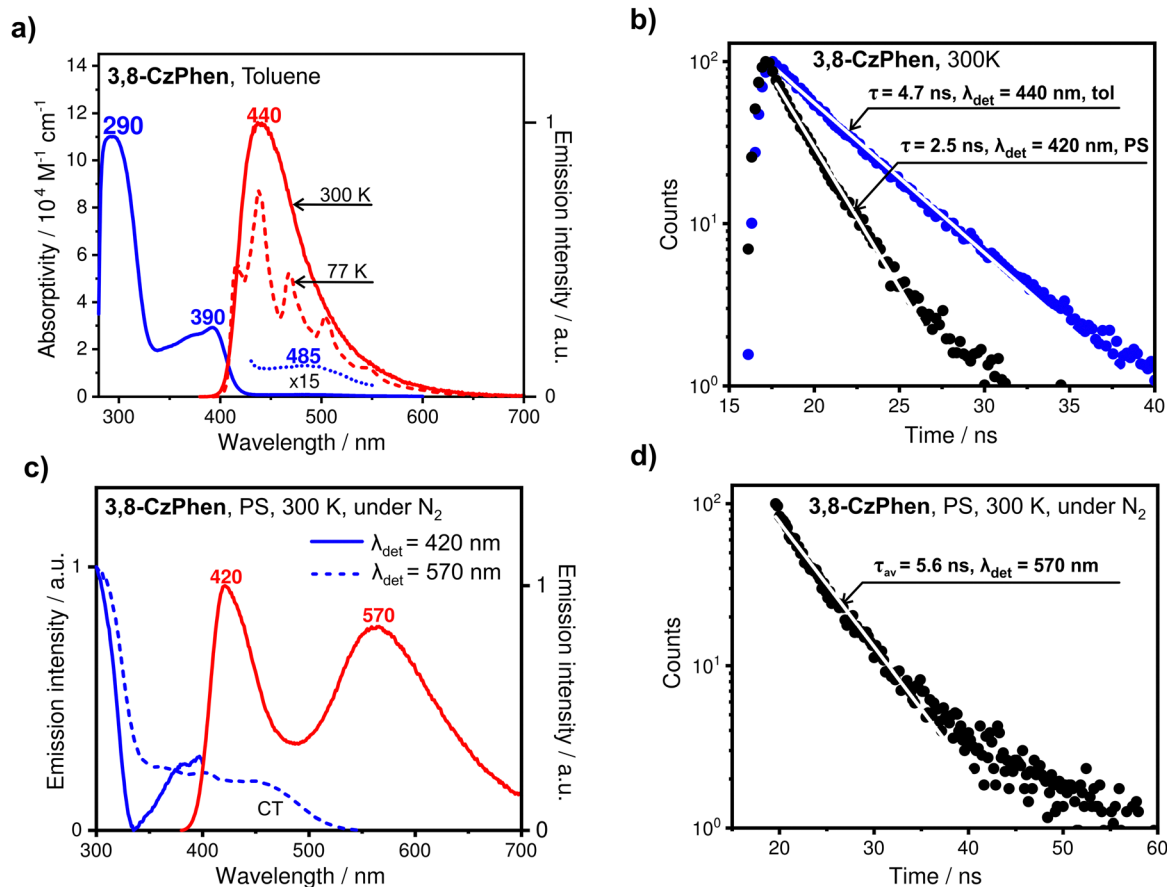 a)
3,8-CzPhen, Toluene
14
12
10
8
6
4
2
0
Absorptivity / 10⁴ M⁻¹ cm⁻¹
290
390
440
300 K
77 K
485
x15
1
0
Emission intensity / a.u.
300
400
500
600
700
Wavelength / nm
b)
3,8-CzPhen, 300K
τ = 4.7 ns, λdet = 440 nm, tol
τ = 2.5 ns, λdet = 420 nm, PS
10²
10¹
10⁰
Counts
15
20
25
30
35
40
Time / ns
c)
3,8-CzPhen, PS, 300 K, under N₂
λdet = 420 nm
λdet = 570 nm
1
0
Emission intensity / a.u.
420
570
CT
1
0
Emission intensity / a.u.
300
400
500
600
700
Wavelength / nm
d)
3,8-CzPhen, PS, 300 K, under N₂
τav = 5.6 ns, λdet = 570 nm
10²
10¹
10⁰
Counts
20
30
40
50
60
Time / ns